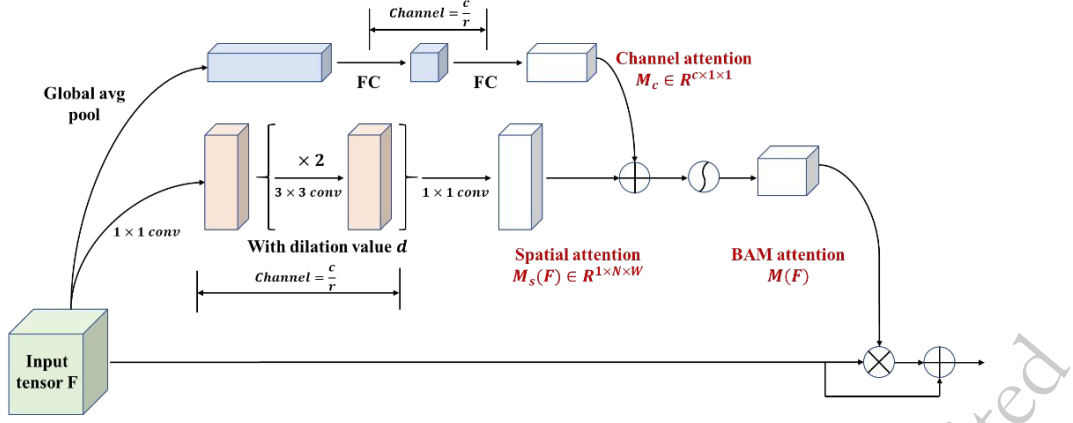 Channel = c/r
FC
FC
Channel attention
M_c ∈ R^{c×1×1}
Global avg
pool
× 2
3 × 3 conv
1 × 1 conv
1 × 1 conv
With dilation value d
Channel = c/r
Spatial attention
M_s(F) ∈ R^{1×N×W}
BAM attention
M(F)
Input
tensor F